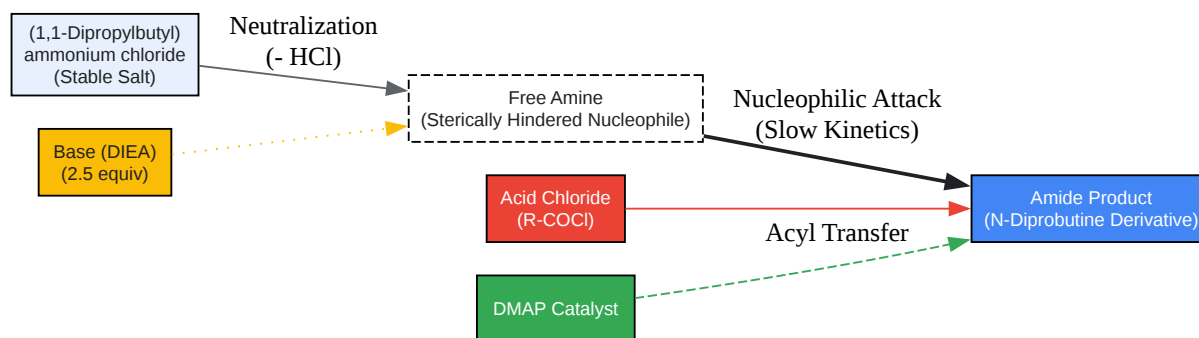 (1,1-Dipropylbutyl)
ammonium chloride
(Stable Salt)
Neutralization
(- HCl)
Base (DIEA)
(2.5 equiv)
Free Amine
(Sterically Hindered Nucleophile)
Nucleophilic Attack
(Slow Kinetics)
Acid Chloride
(R-COCl)
Acyl Transfer
Amide Product
(N-Diprobutine Derivative)
DMAP Catalyst